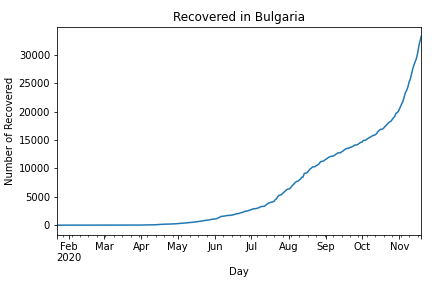 Recovered in Bulgaria
Number of Recovered
30000
25000
20000
15000
10000
5000
0
Feb Mar Apr May Jun Jul Aug Sep Oct Nov
2020
Day